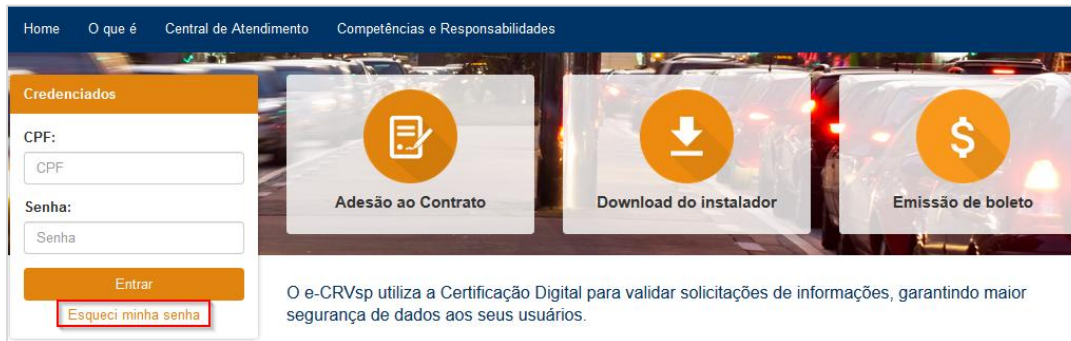 Home O que é Central de Atendimento Competências e Responsabilidades
Credenciados
CPF:
CPF
Senha:
Senha
Entrar
Esqueci minha senha
Adesão ao Contrato
Download do instalador
$
Emissão de boleto
O e-CRVsp utiliza a Certificação Digital para validar solicitações de informações, garantindo maior
segurança de dados aos seus usuários.